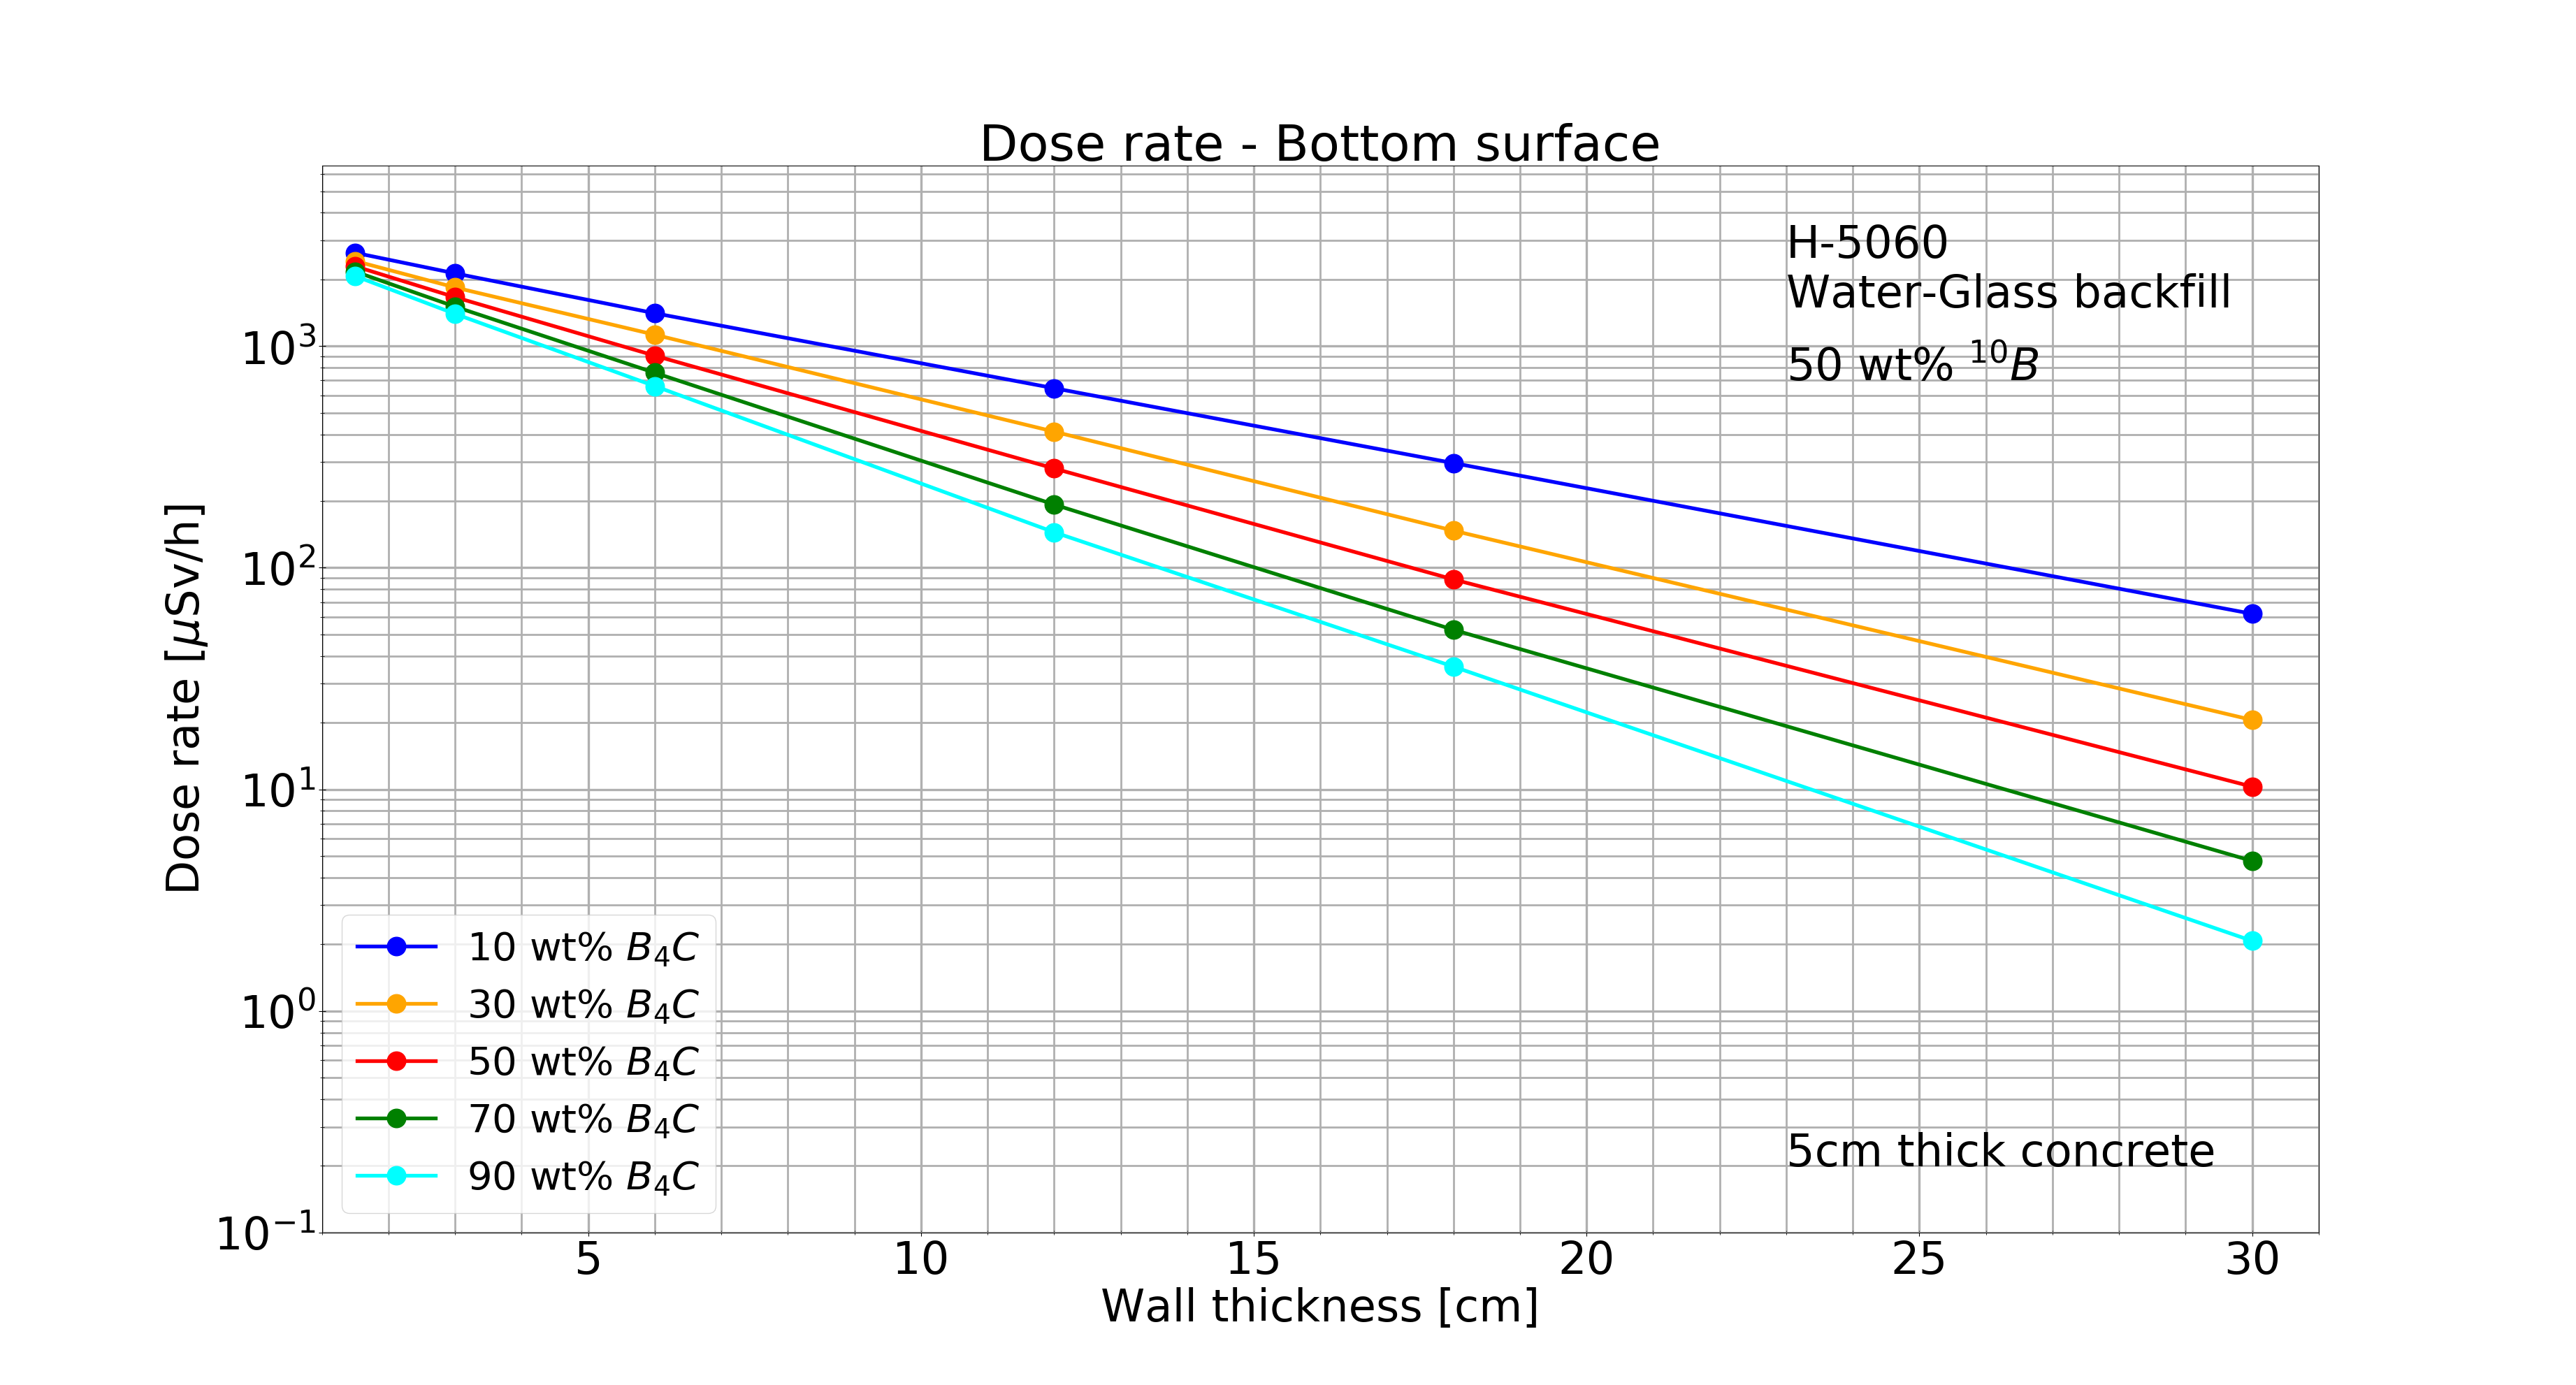 Dose rate - Bottom surface
H-5060
Water-Glass backfill
50 wt% ¹⁰B
10³
10²
10¹
10⁰
10⁻¹
Dose rate [μSv/h]
10 wt% B₄C
30 wt% B₄C
50 wt% B₄C
70 wt% B₄C
90 wt% B₄C
5cm thick concrete
5 10 15 20 25 30
Wall thickness [cm]